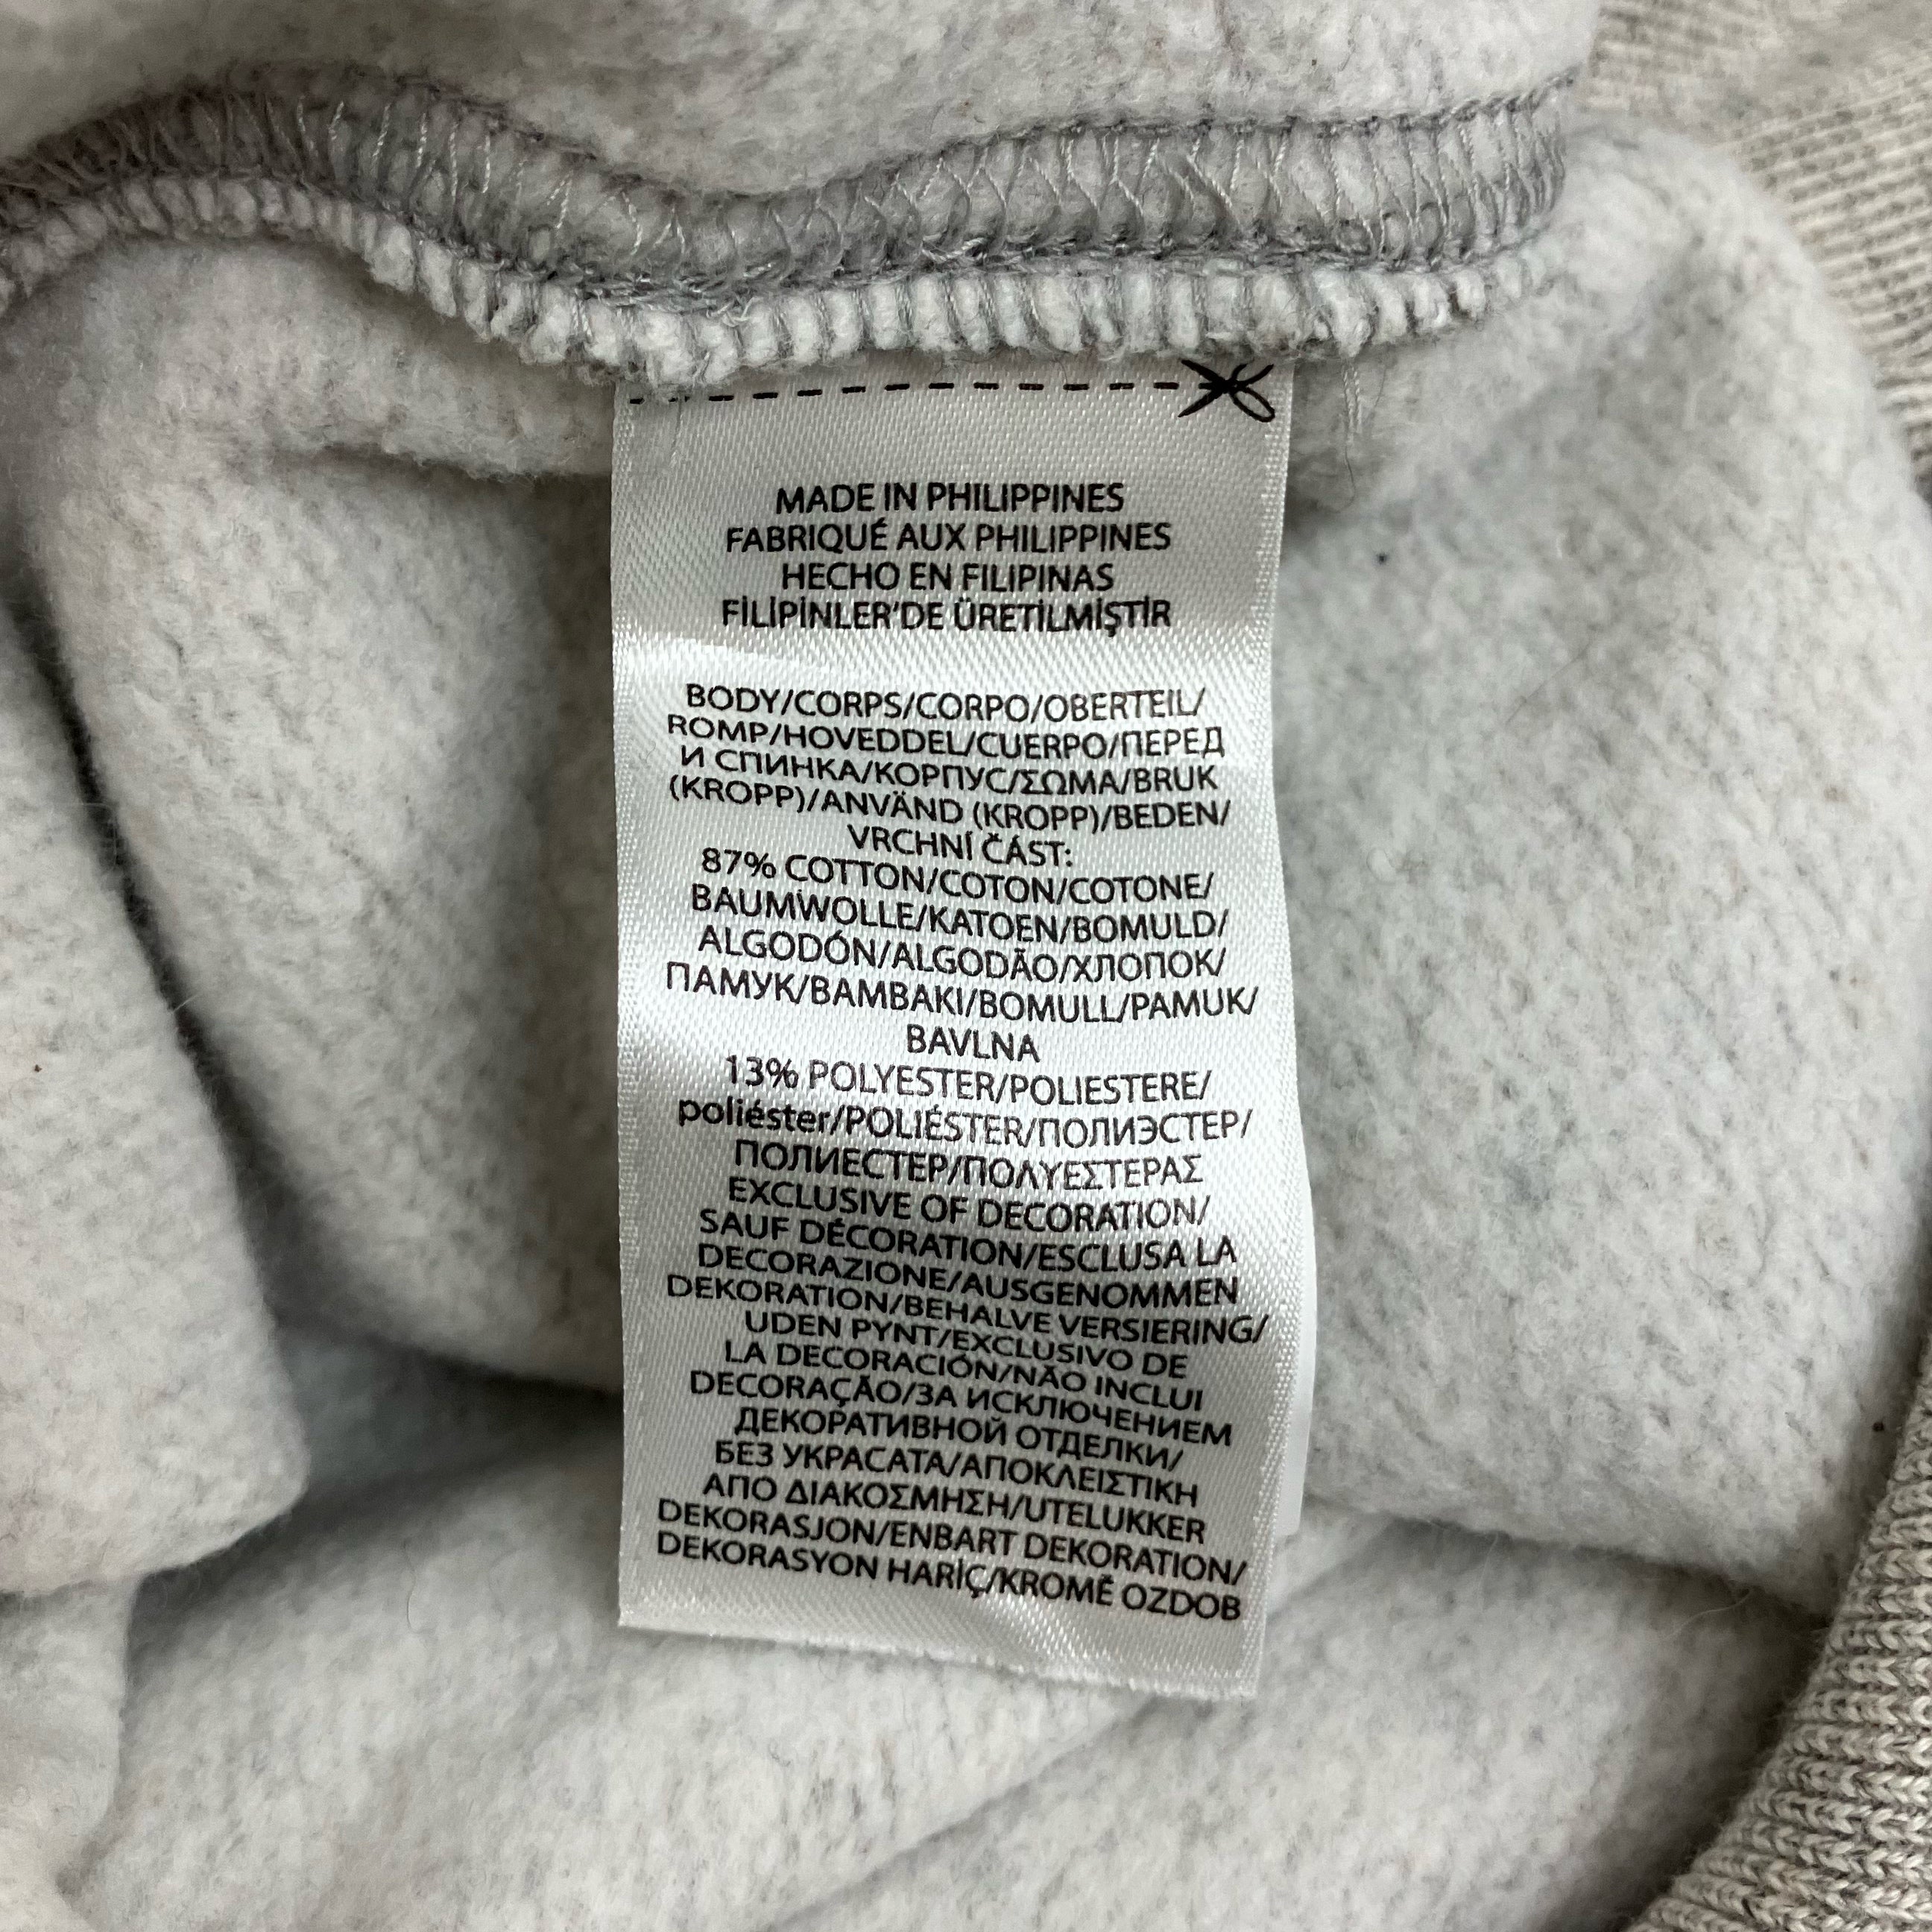 MADE IN PHILIPPINES
FABRIQUÉ AUX PHILIPPINES
HECHO EN FILIPINAS
FİLİPİNLER'DE ÜRETİLMİŞTİR
BODY/CORPS/CORPO/OBERTEIL/
ROMP/HOVEDDEL/CUERPO/ПЕРЕД
И СПИНКА/КОРПУС/ΣΩΜΑ/BRUK
(KROPP)/ANVÄND (KROPP)/BEDEN/
VRCHNÍ ČÁST:
87% COTTON/COTON/COTONE/
BAUMWOLLE/KATOEN/BOMULD/
ALGODÓN/ALGODÃO/ХЛОПОК/
ПАМУК/ΒΑΜΒΑΚΙ/BOMULL/PAMUK/
BAVLNA
13% POLYESTER/POLIESTERE/
poliéster/POLIÉSTER/ПОЛИЭСТЕР/
ПОЛИЕСТЕР/ΠΟΛΥΕΣΤΕΡΑΣ
EXCLUSIVE OF DECORATION/
SAUF DÉCORATION/ESCLUSA LA
DECORAZIONE/AUSGENOMMEN
DEKORATION/BEHALVE VERSIERING/
UDEN PYNT/EXCLUSIVO DE
LA DECORACIÓN/NÃO INCLUI
DECORAÇÃO/ЗА ИСКЛЮЧЕНИЕМ
ДЕКОРАТИВНОЙ ОТДЕЛКИ/
БЕЗ УКРАСАТА/ΑΠΟΚΛΕΙΣΤΙΚΗ
ΑΠΟ ΔΙΑΚΟΣΜΗΣΗ/UTELUKKER
DEKORASJON/ENBART DEKORATION/
DEKORASYON HARİÇ/KROMĚ OZDOB